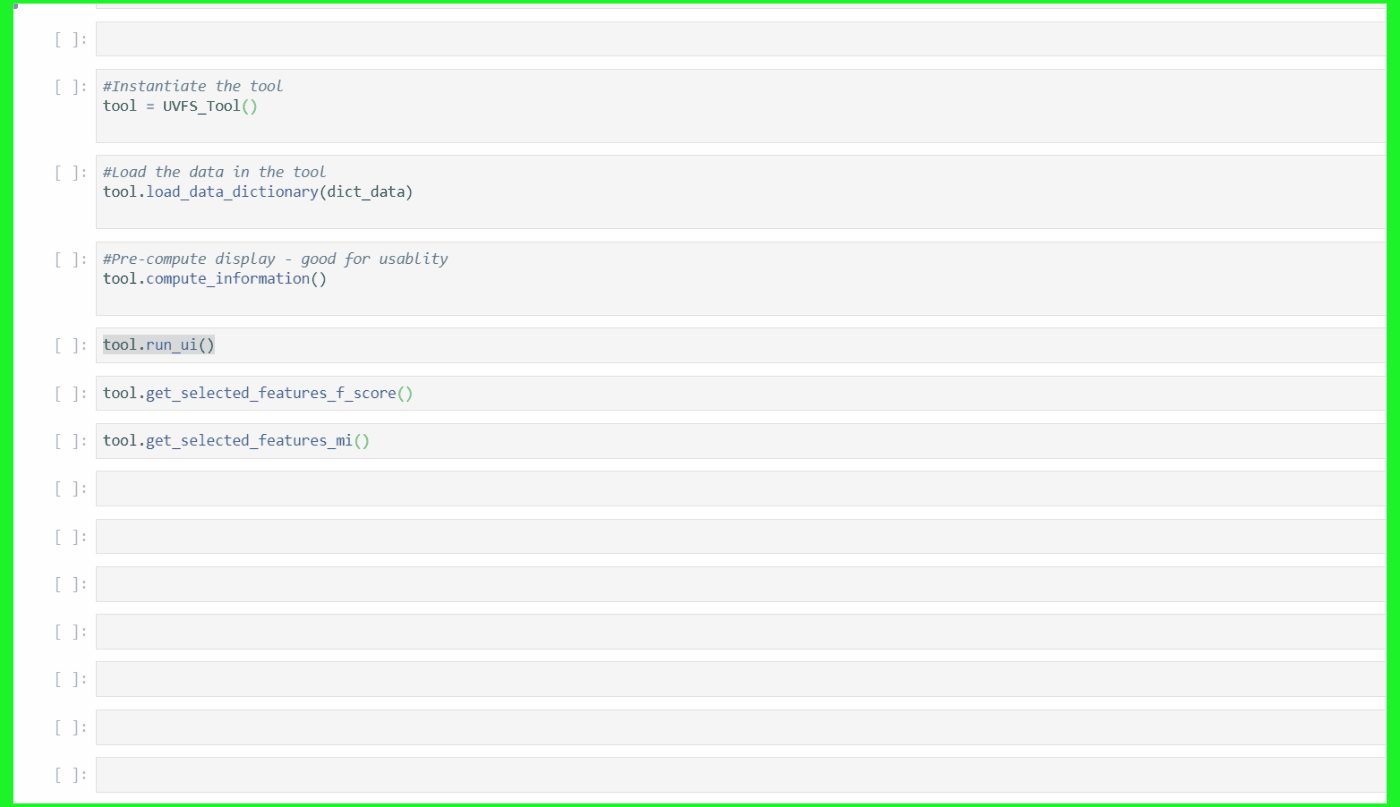 [ ]:
[ ]: #Instantiate the tool
tool = UVFS_Tool()
[ ]: #Load the data in the tool
tool.load_data_dictionary(dict_data)
[ ]: #Pre-compute display - good for usablity
tool.compute_information()
[ ]: tool.run_ui()
[ ]: tool.get_selected_features_f_score()
[ ]: tool.get_selected_features_mi()
[ ]:
[ ]:
[ ]:
[ ]:
[ ]:
[ ]:
[ ]: